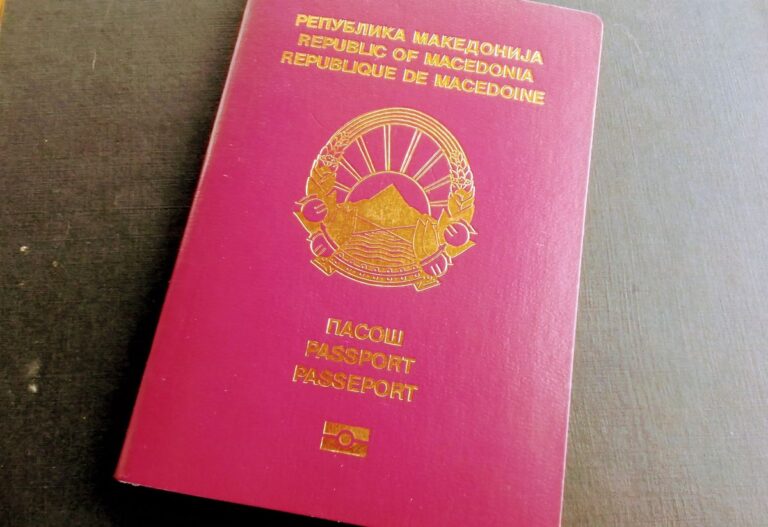 РЕПУБЛИКА МАКЕДОНИЈА
REPUBLIC OF MACEDONIA
REPUBLIQUE DE MACEDOINE
ПАСОШ
PASSPORT
PASSEPORT